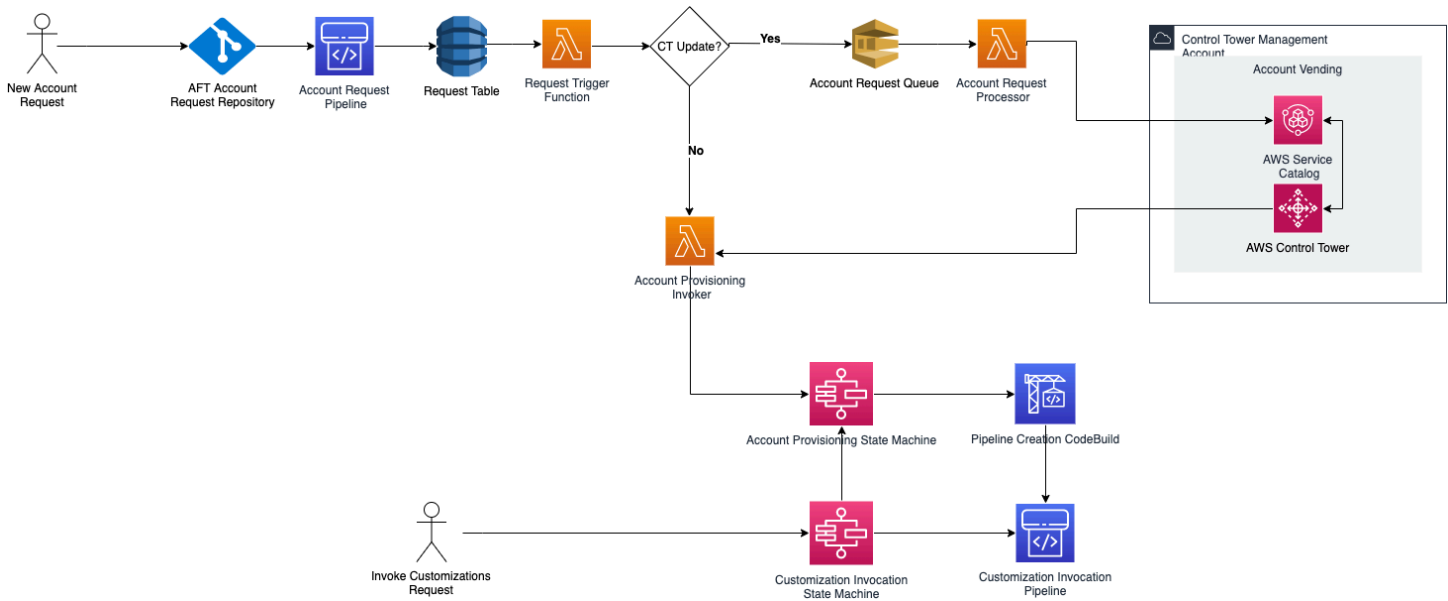 New Account
Request
AFT Account
Request Repository
Account Request
Pipeline
Request Table
Request Trigger
Function
CT Update?
Yes
No
Account Request Queue
Account Request
Processor
Control Tower Management
Account
Account Vending
AWS Service
Catalog
AWS Control Tower
Account Provisioning
Invoker
Account Provisioning State Machine
Pipeline Creation CodeBuild
Invoke Customizations
Request
Customization Invocation
State Machine
Customization Invocation
Pipeline